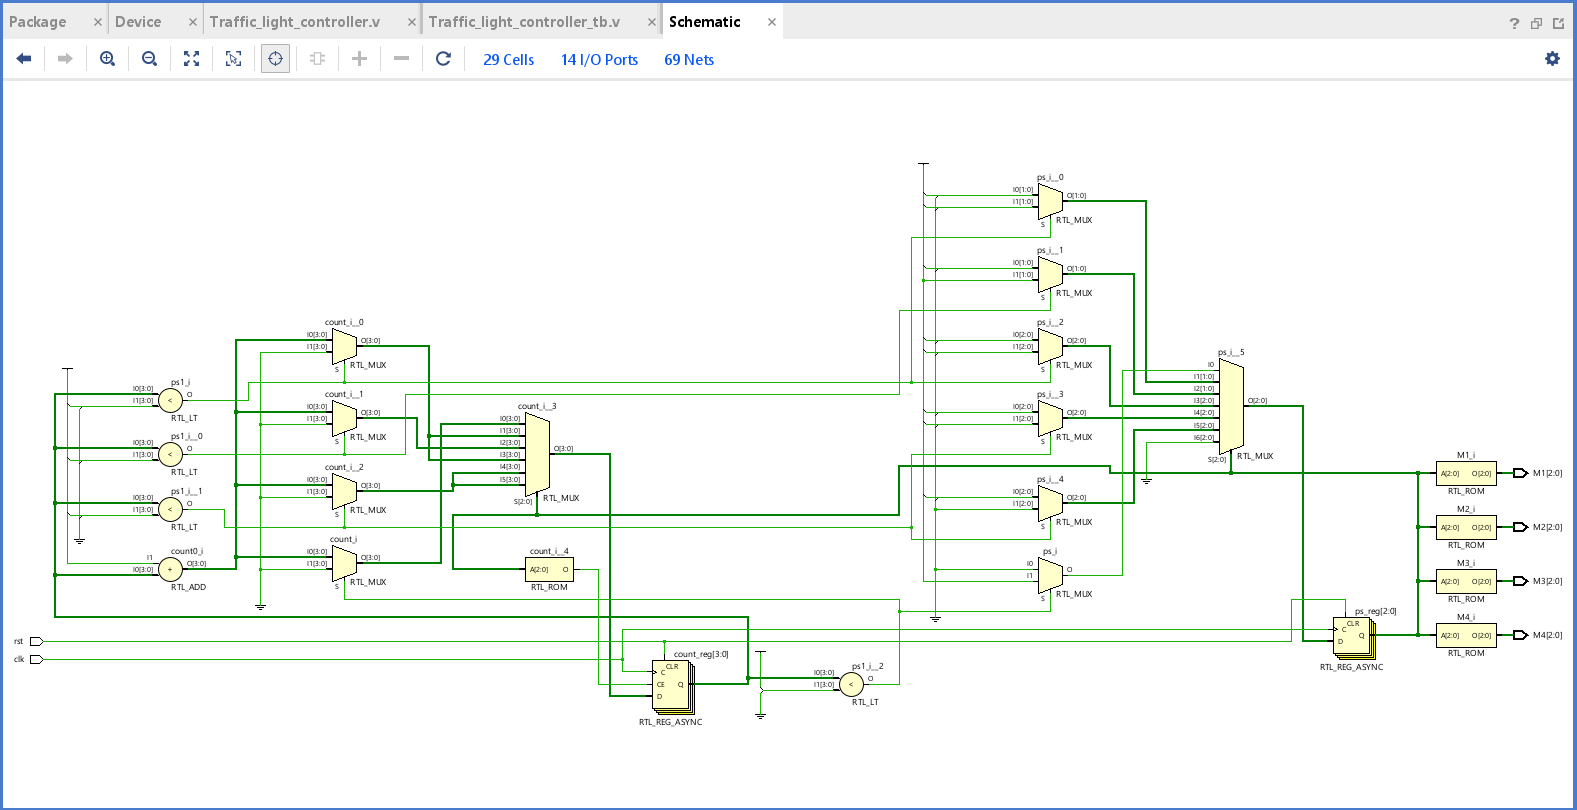 Package
Device
Traffic_light_controller.v
Traffic_light_controller_tb.v
Schematic
29 Cells
14 I/O Ports
69 Nets
ps_i__0
I0[1:0]
I1[1:0]
O[1:0]
S
RTL_MUX
ps_i__1
I0[1:0]
I1[1:0]
O[1:0]
S
RTL_MUX
ps_i__2
I0[2:0]
I1[2:0]
O[2:0]
S
RTL_MUX
ps_i__3
I0[2:0]
I1[2:0]
O[2:0]
S
RTL_MUX
ps_i__4
I0[2:0]
I1[2:0]
O[2:0]
S
RTL_MUX
ps_i
I0
I1
O
S
RTL_MUX
ps_i__5
I0
I1[1:0]
I2[1:0]
I3[2:0]
I4[2:0]
I5[2:0]
I6[2:0]
O[2:0]
S[2:0]
RTL_MUX
count_i__0
I0[3:0]
I1[3:0]
O[3:0]
S
RTL_MUX
count_i__1
I0[3:0]
I1[3:0]
O[3:0]
S
RTL_MUX
count_i__2
I0[3:0]
I1[3:0]
O[3:0]
S
RTL_MUX
count_i
I0[3:0]
I1[3:0]
O[3:0]
S
RTL_MUX
ps1_i
I0[3:0]
I1[3:0]
O
<
RTL_LT
ps1_i__0
I0[3:0]
I1[3:0]
O
<
RTL_LT
ps1_i__1
I0[3:0]
I1[3:0]
O
<
RTL_LT
count0_i
I1
I0[3:0]
O[3:0]
+
RTL_ADD
count_i__3
I0[3:0]
I1[3:0]
I2[3:0]
I3[3:0]
I4[3:0]
I5[3:0]
O[3:0]
S[2:0]
RTL_MUX
count_i__4
A[2:0] O
RTL_ROM
rst
clk
count_reg[3:0]
CLR
C
CE
D
Q
RTL_REG_ASYNC
ps1_i__2
I0[3:0]
I1[3:0]
O
<
RTL_LT
ps_reg[2:0]
CLR
C
D
Q
RTL_REG_ASYNC
M1_i
A[2:0] O[2:0]
RTL_ROM
M1[2:0]
M2_i
A[2:0] O[2:0]
RTL_ROM
M2[2:0]
M3_i
A[2:0] O[2:0]
RTL_ROM
M3[2:0]
M4_i
A[2:0] O[2:0]
RTL_ROM
M4[2:0]